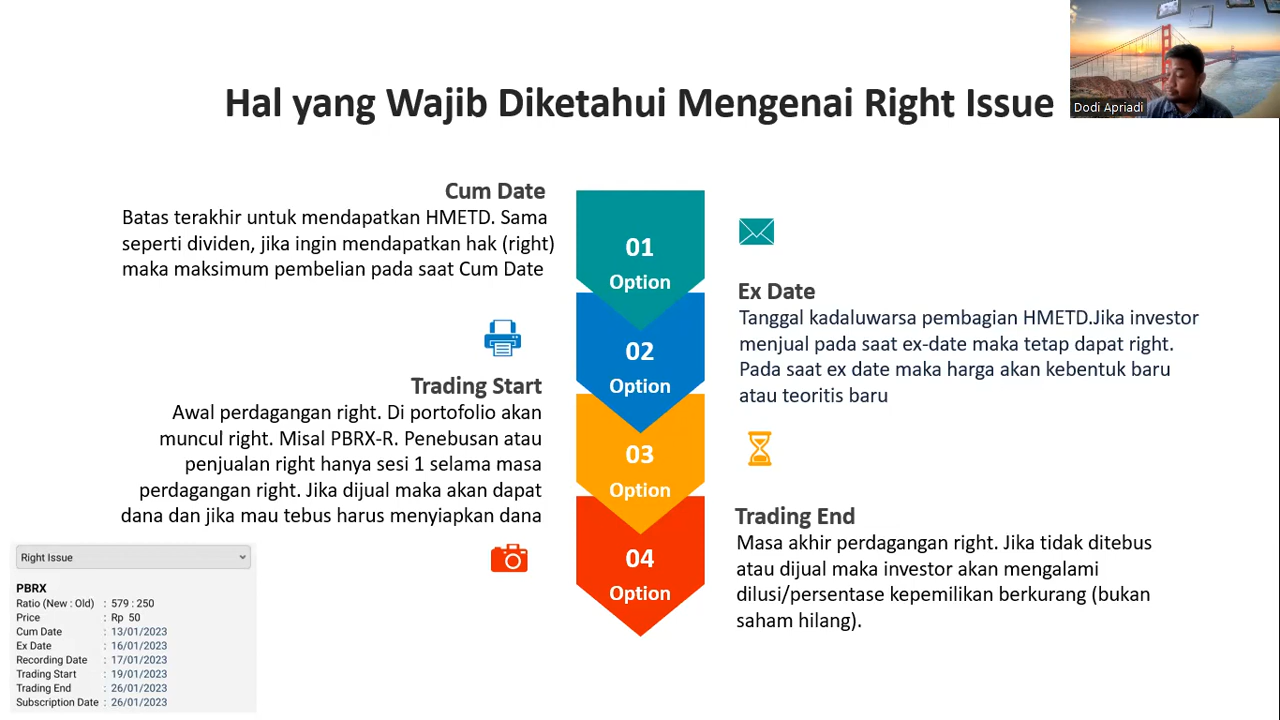 Hal yang Wajib Diketahui Mengenai Right Issue
Dodi Apriadi
Cum Date
Batas terakhir untuk mendapatkan HMETD. Sama
seperti dividen, jika ingin mendapatkan hak (right)
maka maksimum pembelian pada saat Cum Date
01
Option
Ex Date
Tanggal kadaluwarsa pembagian HMETD.Jika investor
menjual pada saat ex-date maka tetap dapat right.
Pada saat ex date maka harga akan kebentuk baru
atau teoritis baru
02
Option
Trading Start
Awal perdagangan right. Di portofolio akan
muncul right. Misal PBRX-R. Penebusan atau
penjualan right hanya sesi 1 selama masa
perdagangan right. Jika dijual maka akan dapat
dana dan jika mau tebus harus menyiapkan dana
03
Option
Trading End
Masa akhir perdagangan right. Jika tidak ditebus
atau dijual maka investor akan mengalami
dilusi/persentase kepemilikan berkurang (bukan
saham hilang).
04
Option
Right Issue
PBRX
Ratio (New : Old) : 579 : 250
Price : Rp 50
Cum Date : 13/01/2023
Ex Date : 16/01/2023
Recording Date : 17/01/2023
Trading Start : 19/01/2023
Trading End : 26/01/2023
Subscription Date : 26/01/2023